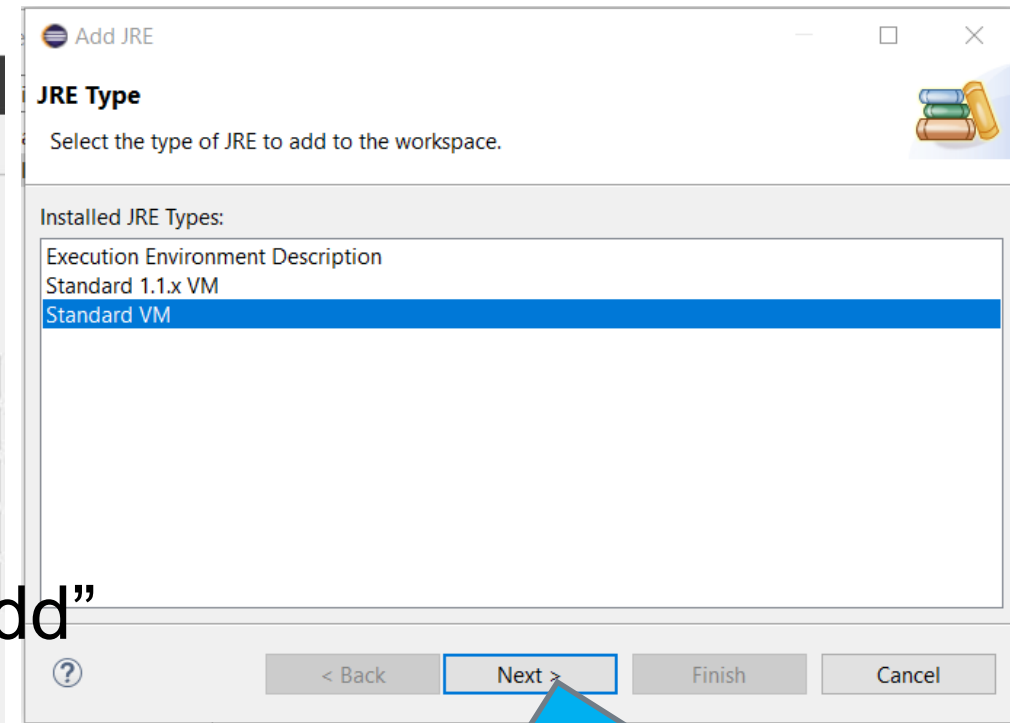 Add JRE
JRE Type
Select the type of JRE to add to the workspace.
Installed JRE Types:
Execution Environment Description
Standard 1.1.x VM
Standard VM
dd”
? < Back Next > Finish Cancel